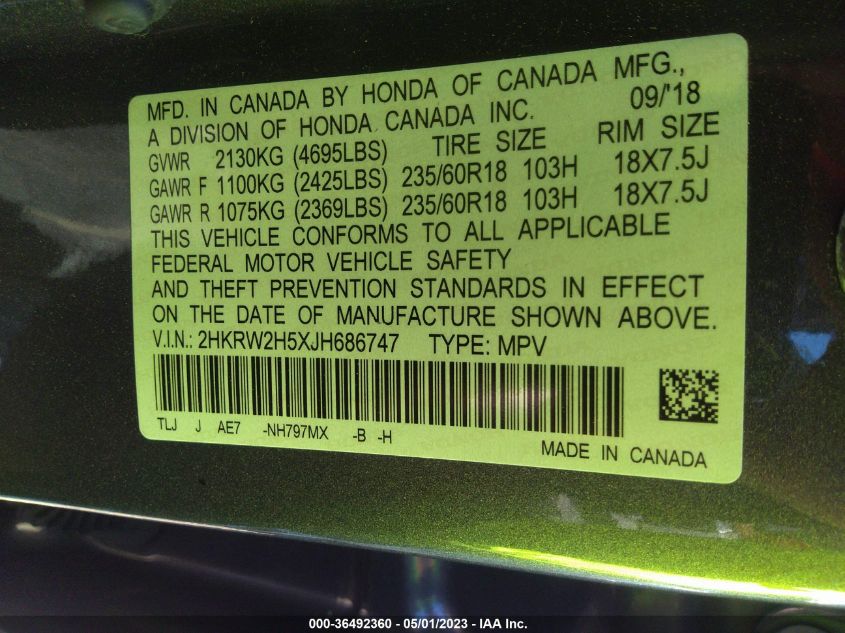 MFD. IN CANADA BY HONDA OF CANADA MFG.,
A DIVISION OF HONDA CANADA INC. 09/'18
GVWR 2130KG (4695LBS) TIRE SIZE RIM SIZE
GAWR F 1100KG (2425LBS) 235/60R18 103H 18X7.5J
GAWR R 1075KG (2369LBS) 235/60R18 103H 18X7.5J
THIS VEHICLE CONFORMS TO ALL APPLICABLE
FEDERAL MOTOR VEHICLE SAFETY
AND THEFT PREVENTION STANDARDS IN EFFECT
ON THE DATE OF MANUFACTURE SHOWN ABOVE.
V.I.N.: 2HKRW2H5XJH686747 TYPE: MPV
TLJ J AE7 -NH797MX -B -H
MADE IN CANADA
000-36492360 - 05/01/2023 - IAA Inc.